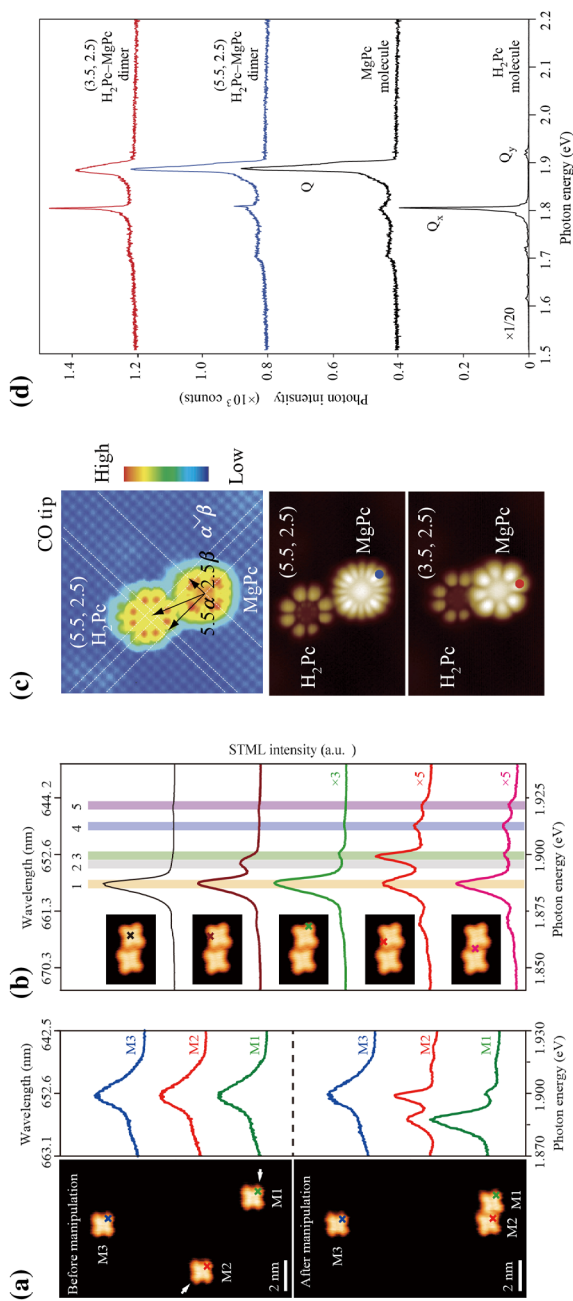 (a)
Before manipulation
M3
M2
M1
2 nm
After manipulation
M3
M2
M1
2 nm
Wavelength (nm)
663.1 652.6 642.5
M3
M2
M1
M3
M2
M1
1.870 1.900 1.930
Photon energy (eV)
(b)
Wavelength (nm)
670.3 661.3 652.6 644.2
1 2 3 4 5
×3
×5
×5
STML intensity (a.u. )
1.850 1.875 1.900 1.925
Photon energy (eV)
(c)
CO tip
(5.5, 2.5)
H2Pc
5.5α
2.5β
α
β
MgPc
High
Low
H2Pc
(5.5, 2.5)
MgPc
H2Pc
(3.5, 2.5)
MgPc
(d)
Photon intensity
(×10³ counts)
1.4
1.2
1.0
0.8
0.6
0.4
0
(3.5, 2.5)
H2Pc–MgPc
dimer
(5.5, 2.5)
H2Pc–MgPc
dimer
Q
MgPc
molecule
×1/20
Qx
Qy
H2Pc
molecule
1.5 1.6 1.7 1.8 1.9 2.0 2.1 2.2
Photon energy (eV)